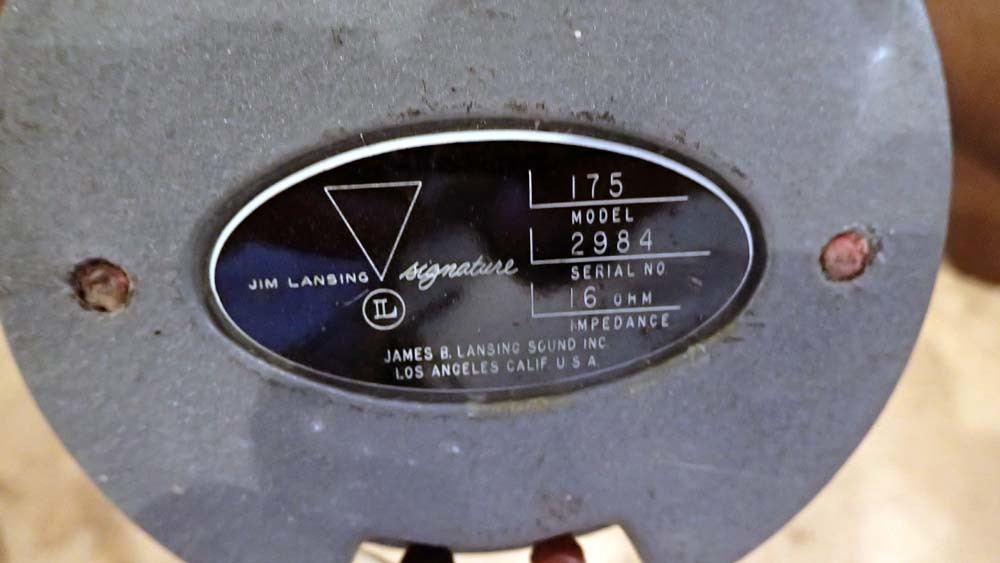 JIM LANSING signature
JL
175
MODEL
2984
SERIAL NO.
16 OHM
IMPEDANCE
JAMES B. LANSING SOUND INC.
LOS ANGELES CALIF. U.S.A.